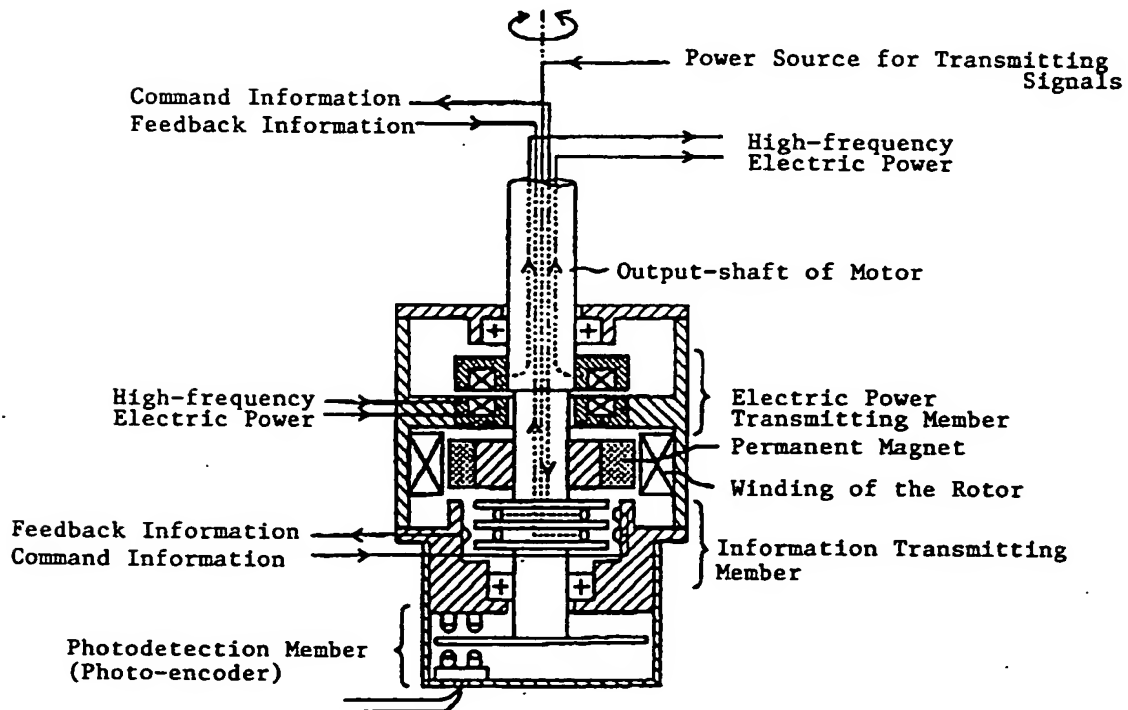 Power Source for Transmitting
Signals
Command Information
Feedback Information
High-frequency
Electric Power
Output-shaft of Motor
High-frequency
Electric Power
Electric Power
Transmitting Member
Permanent Magnet
Winding of the Rotor
Feedback Information
Command Information
Information Transmitting
Member
Photodetection Member
(Photo-encoder)